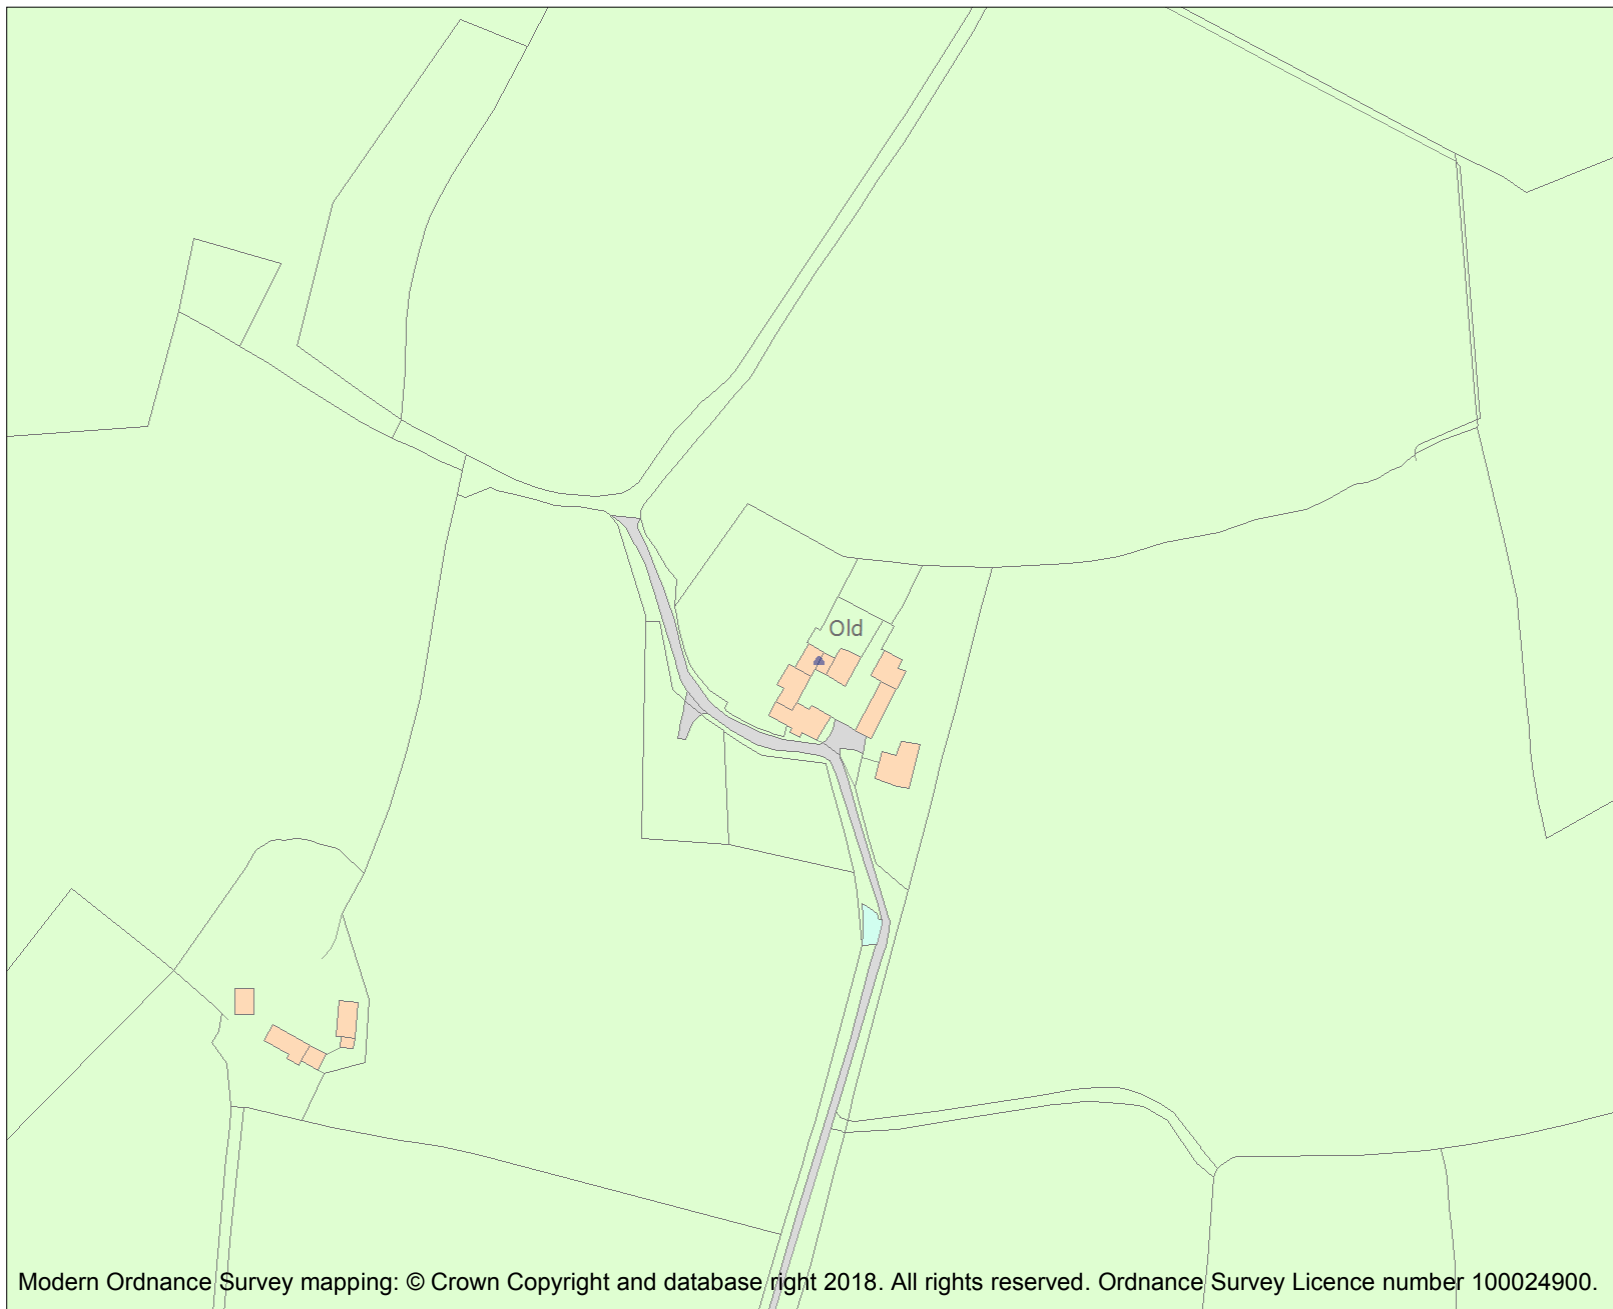 Old
Modern Ordnance Survey mapping: © Crown Copyright and database right 2018. All rights reserved. Ordnance Survey Licence number 100024900.